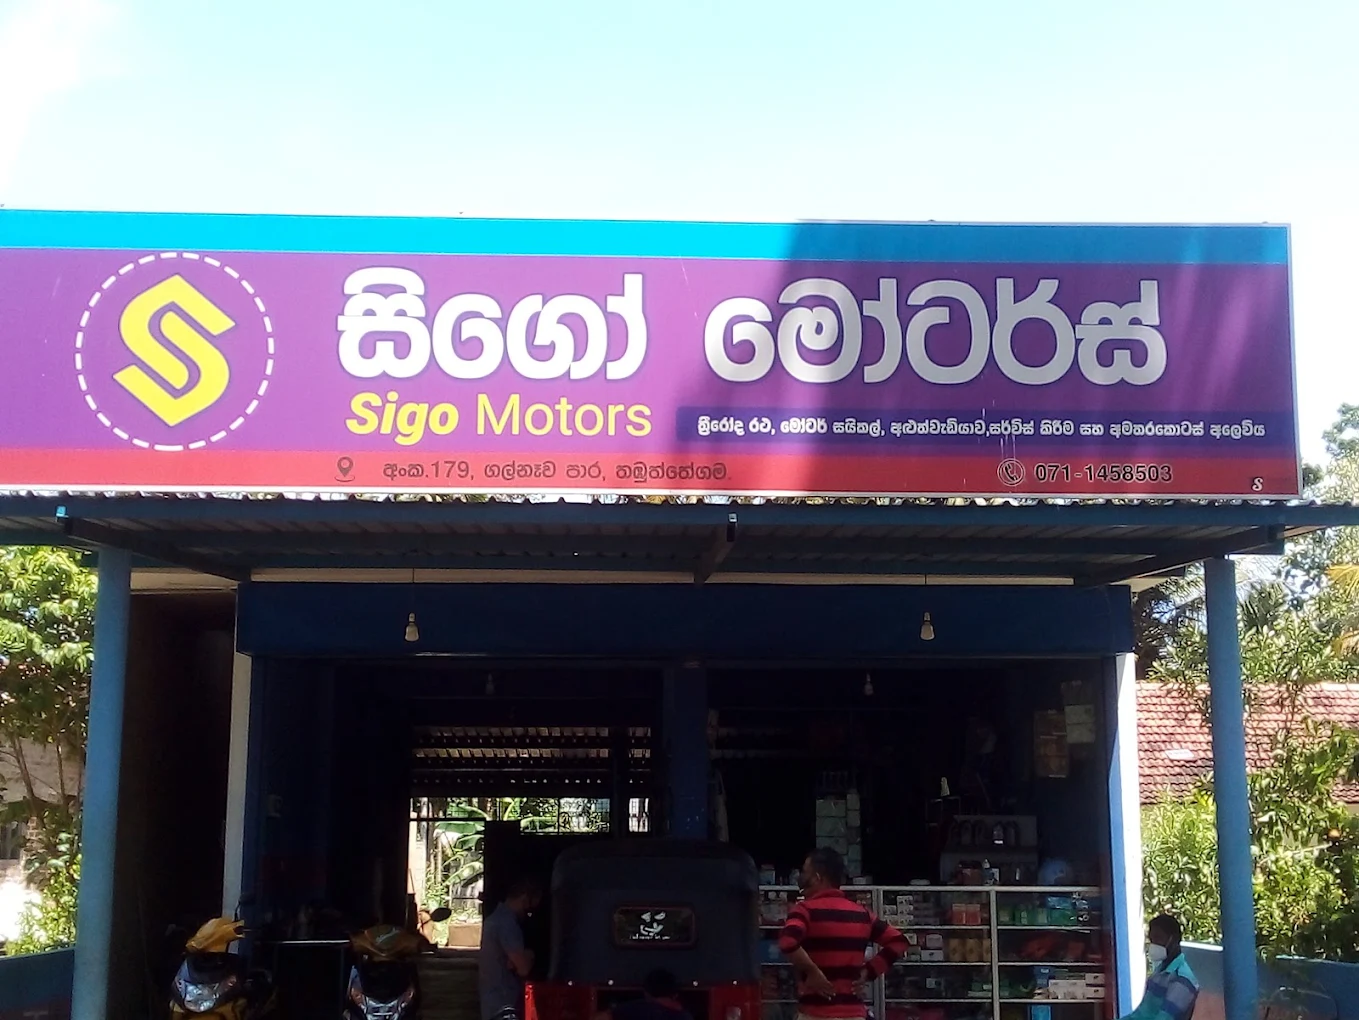 සිගෝ මෝටර්ස්
Sigo Motors
ත්‍රීරෝද රථ, මෝටර් සයිකල්, අළුත්වැඩියාව,සර්විස් කිරීම සහ අමතරකොටස් අලෙවිය
අංක.179, ගල්නෑව පාර, තඹුත්තේගම.
071-1458503